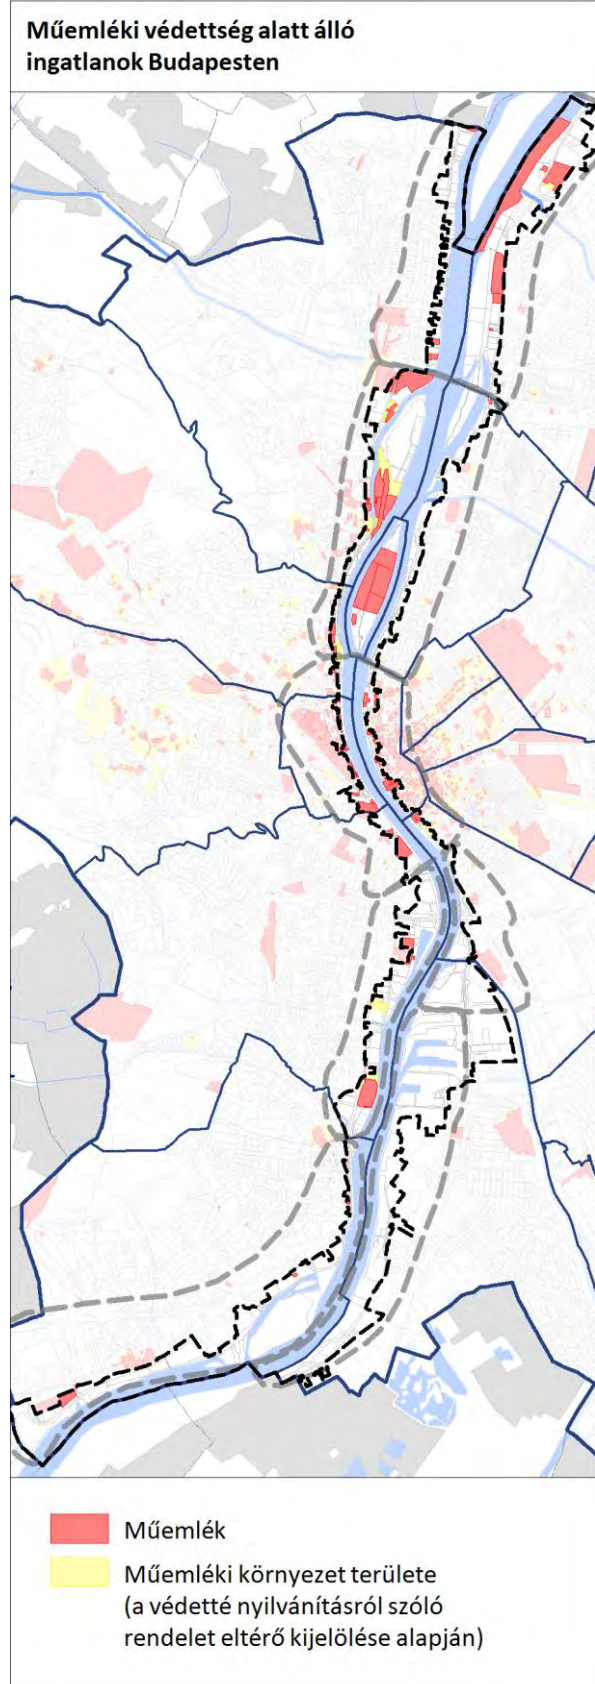 Műemléki védettség alatt álló
ingatlanok Budapesten
Műemlék
Műemléki környezet területe
(a védetté nyilvánításról szóló
rendelet eltérő kijelölése alapján)